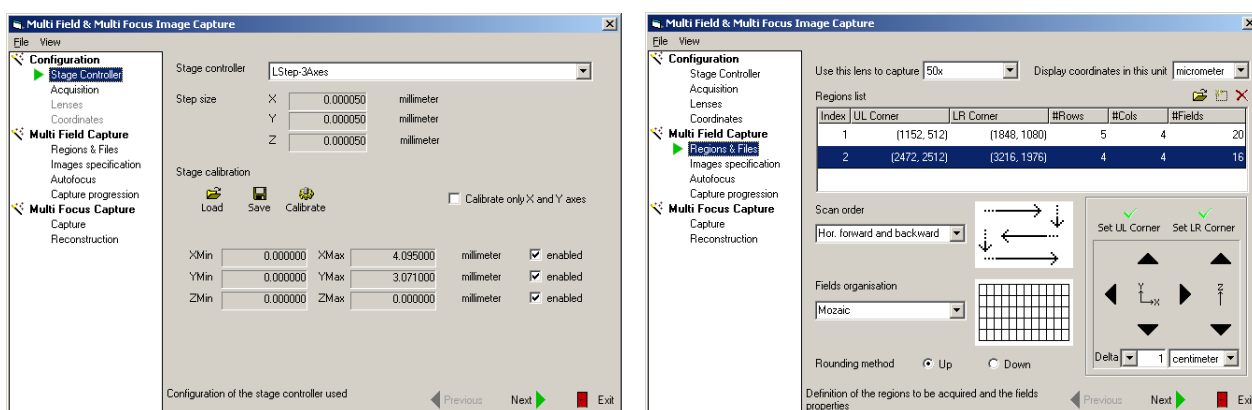 Multi Field & Multi Focus Image Capture
File View
Configuration
Stage Controller
Acquisition
Lenses
Coordinates
Multi Field Capture
Regions & Files
Images specification
Autofocus
Capture progression
Multi Focus Capture
Capture
Reconstruction
Stage controller LStep-3Axes
Step size X 0.000050 millimeter
Y 0.000050 millimeter
Z 0.000050 millimeter
Stage calibration
Load Save Calibrate Calibrate only X and Y axes
XMin 0.000000 XMax 4.095000 millimeter enabled
YMin 0.000000 YMax 3.071000 millimeter enabled
ZMin 0.000000 ZMax 0.000000 millimeter enabled
Configuration of the stage controller used
Previous Next Exit
Multi Field & Multi Focus Image Capture
File View
Configuration
Stage Controller
Acquisition
Lenses
Coordinates
Multi Field Capture
Regions & Files
Images specification
Autofocus
Capture progression
Multi Focus Capture
Capture
Reconstruction
Use this lens to capture 50x Display coordinates in this unit micrometer
Regions list
Index UL Corner LR Corner #Rows #Cols #Fields
1 (1152, 512) (1848, 1080) 5 4 20
2 (2472, 2512) (3216, 1976) 4 4 16
Scan order
Hor. forward and backward
Set UL Corner Set LR Corner
Y X Z
Fields organisation
Mozaic
Delta 1 centimeter
Rounding method Up Down
Definition of the regions to be acquired and the fields
properties
Previous Next Exit